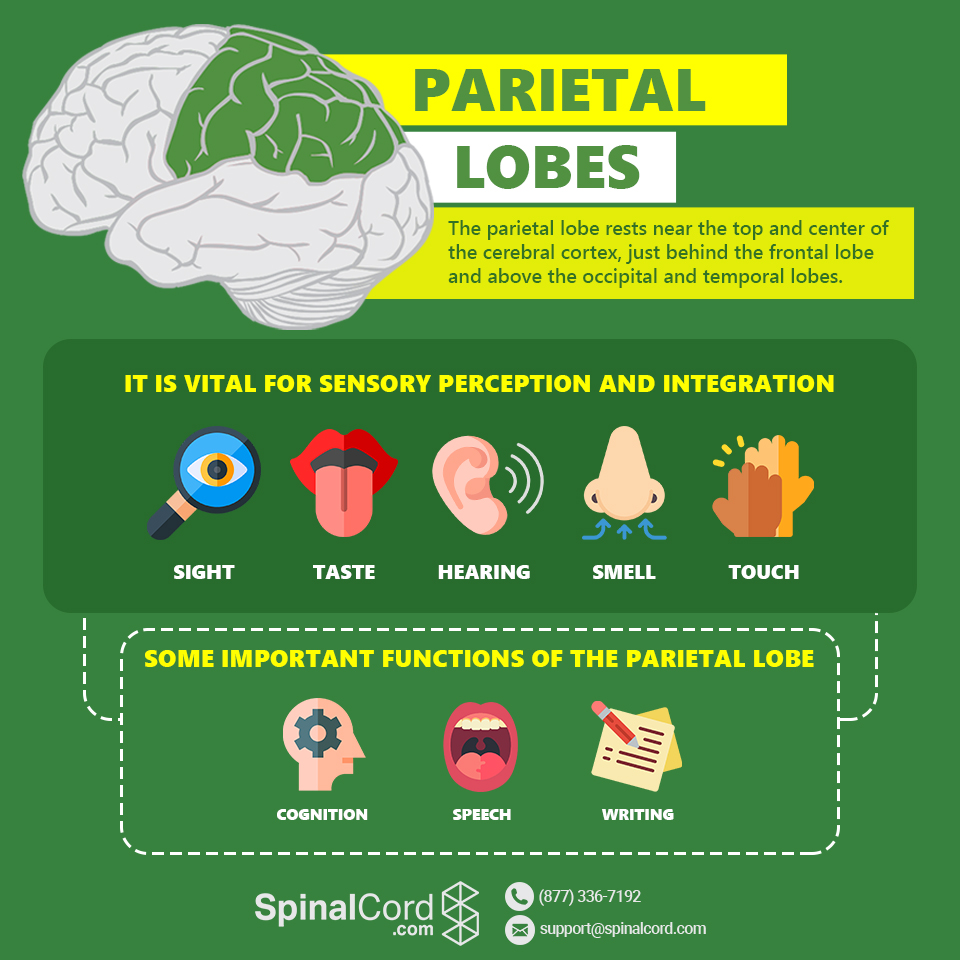 PARIETAL
LOBES
The parietal lobe rests near the top and center of
the cerebral cortex, just behind the frontal lobe
and above the occipital and temporal lobes.
IT IS VITAL FOR SENSORY PERCEPTION AND INTEGRATION
SIGHT TASTE HEARING SMELL TOUCH
SOME IMPORTANT FUNCTIONS OF THE PARIETAL LOBE
COGNITION SPEECH WRITING
SpinalCord
.com
(877) 336-7192
support@spinalcord.com